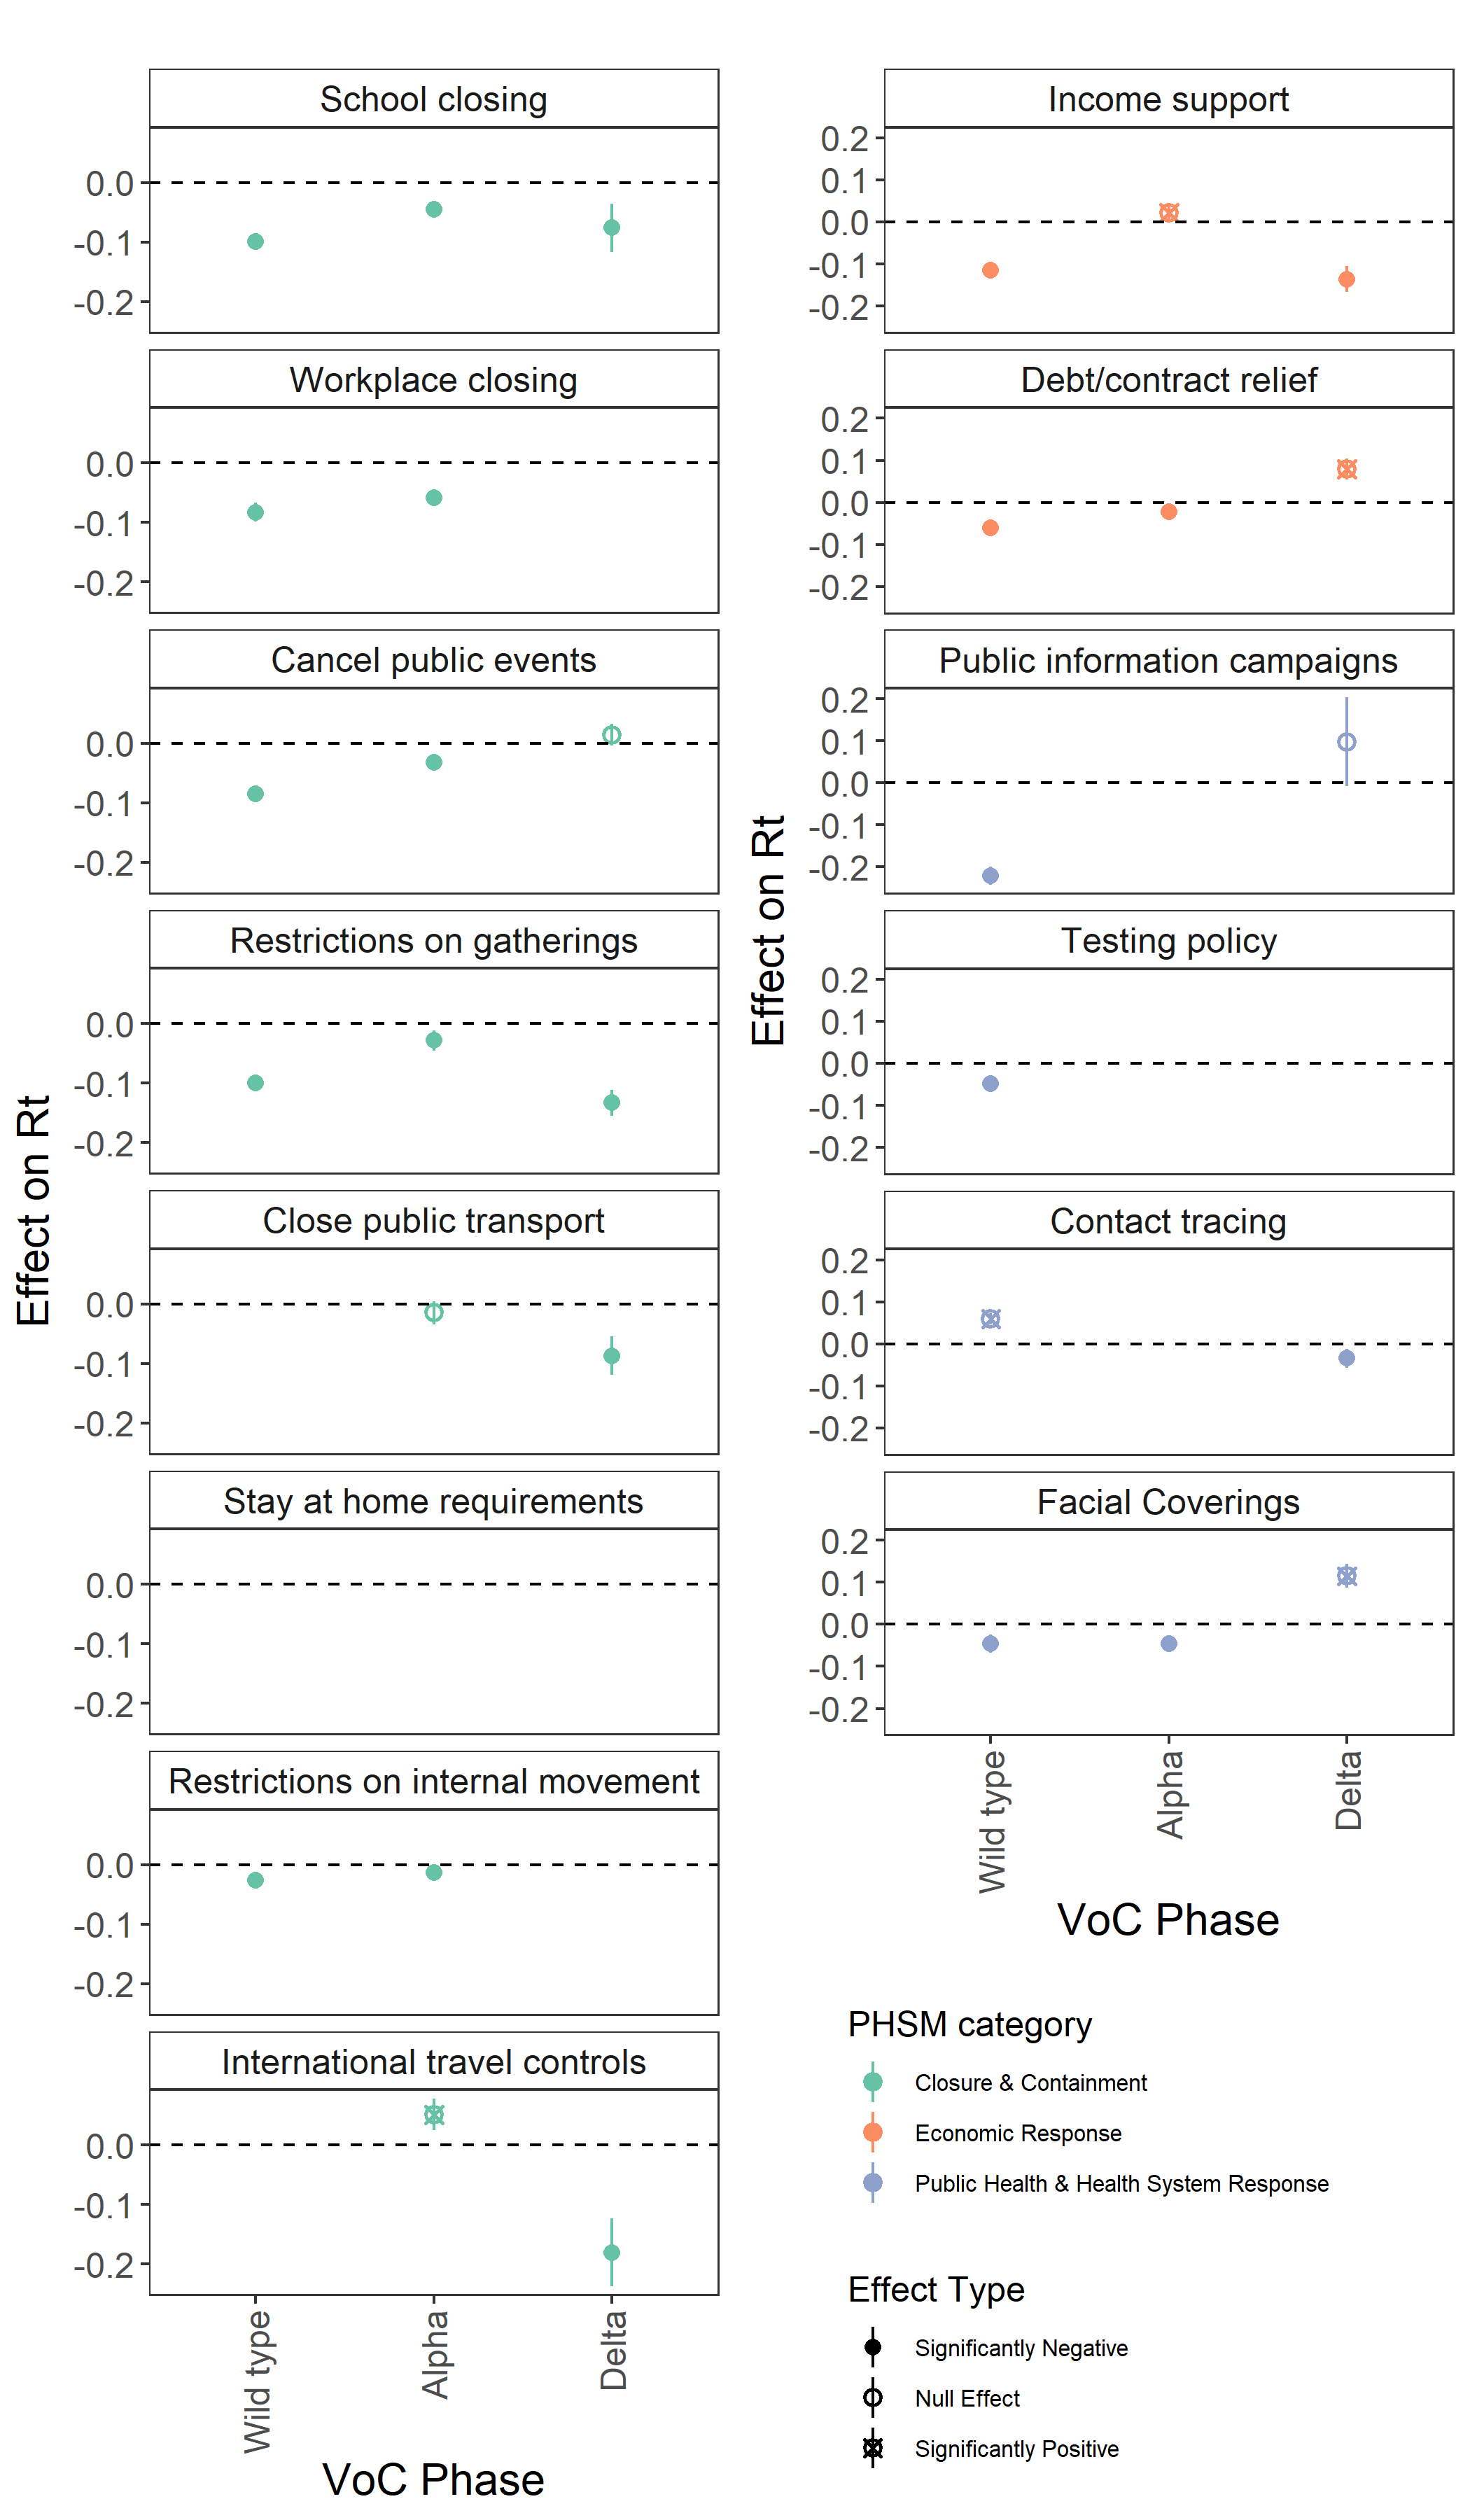 School closing
0.0
-0.1
-0.2
Workplace closing
0.0
-0.1
-0.2
Cancel public events
0.0
-0.1
-0.2
Restrictions on gatherings
0.0
-0.1
-0.2
Close public transport
0.0
-0.1
-0.2
Stay at home requirements
0.0
-0.1
-0.2
Restrictions on internal movement
0.0
-0.1
-0.2
International travel controls
0.0
-0.1
-0.2
Effect on Rt
Wild type
Alpha
Delta
VoC Phase
Income support
0.2
0.1
0.0
-0.1
-0.2
Debt/contract relief
0.2
0.1
0.0
-0.1
-0.2
Public information campaigns
0.2
0.1
0.0
-0.1
-0.2
Testing policy
0.2
0.1
0.0
-0.1
-0.2
Contact tracing
0.2
0.1
0.0
-0.1
-0.2
Facial Coverings
0.2
0.1
0.0
-0.1
-0.2
Effect on Rt
Wild type
Alpha
Delta
VoC Phase
PHSM category
Closure & Containment
Economic Response
Public Health & Health System Response
Effect Type
Significantly Negative
Null Effect
Significantly Positive